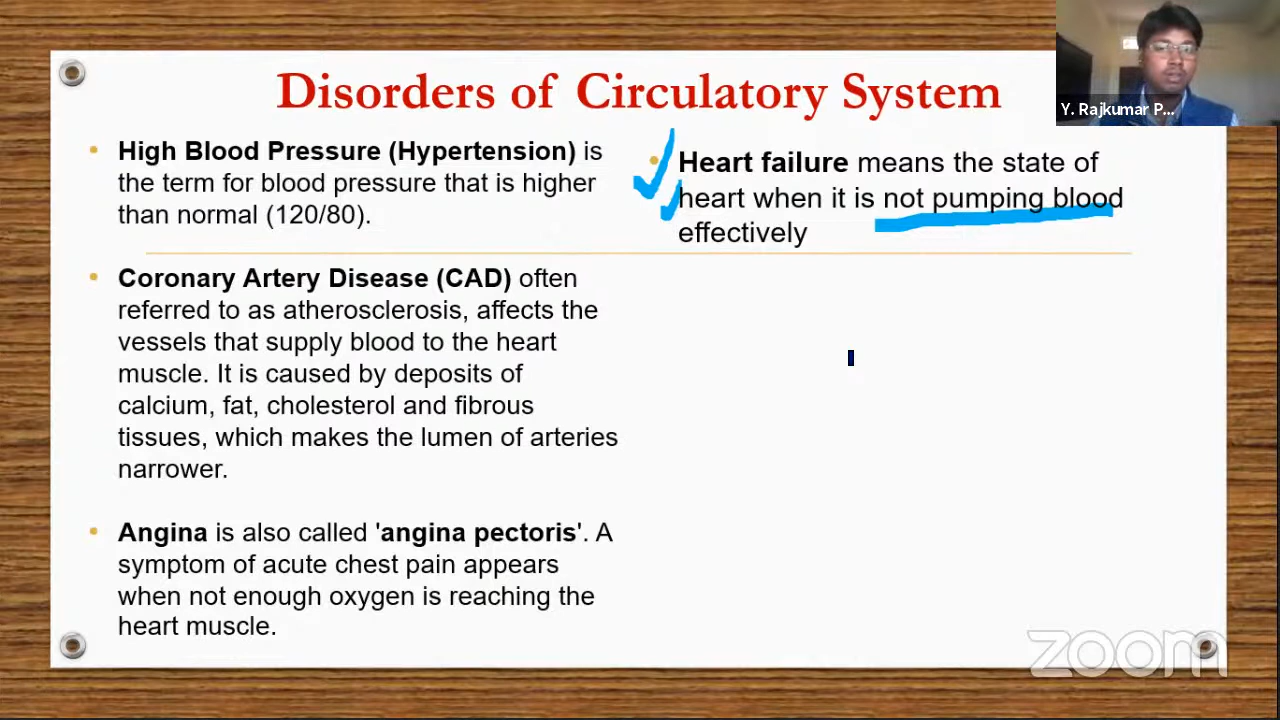 Disorders of Circulatory System
High Blood Pressure (Hypertension) is
the term for blood pressure that is higher
than normal (120/80).
Coronary Artery Disease (CAD) often
referred to as atherosclerosis, affects the
vessels that supply blood to the heart
muscle. It is caused by deposits of
calcium, fat, cholesterol and fibrous
tissues, which makes the lumen of arteries
narrower.
Angina is also called 'angina pectoris'. A
symptom of acute chest pain appears
when not enough oxygen is reaching the
heart muscle.
Heart failure means the state of
heart when it is not pumping blood
effectively
Y. Rajkumar P...
zoom